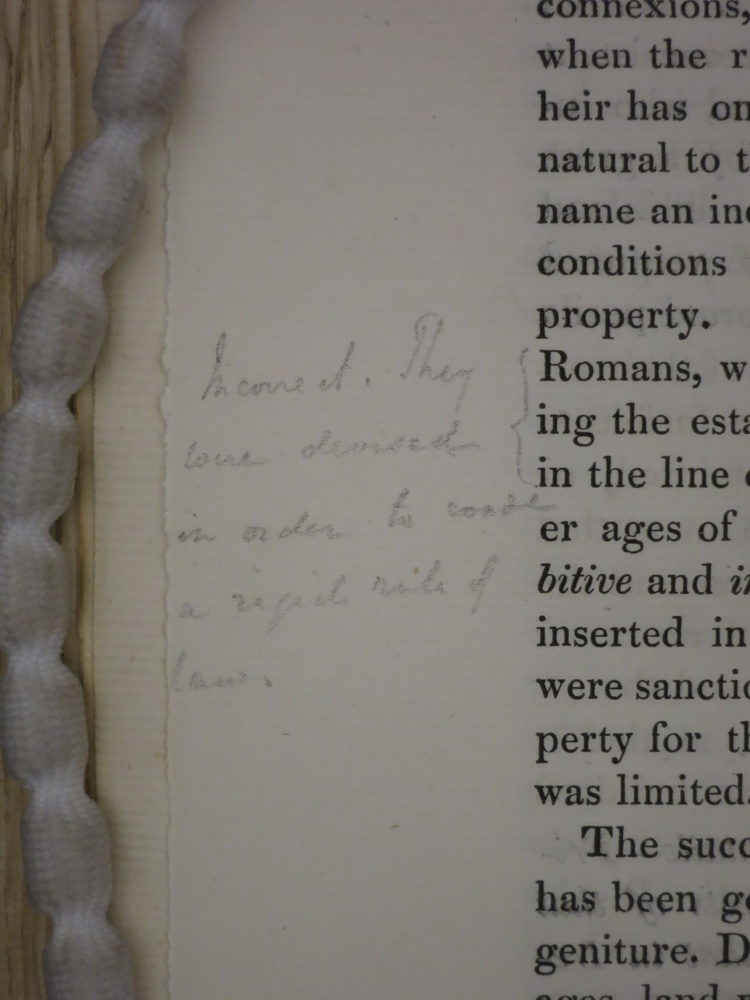 connexions,
when the r
heir has on
natural to t
name an in
conditions
property.
Romans, w
ing the esta
in the line
er ages of
bitive and i
inserted in
were sanctio
perty for th
was limited.
The succ
has been g
geniture. D
ages, land
Incorrect. They
were devised
in order to
a rigid rule of
law.